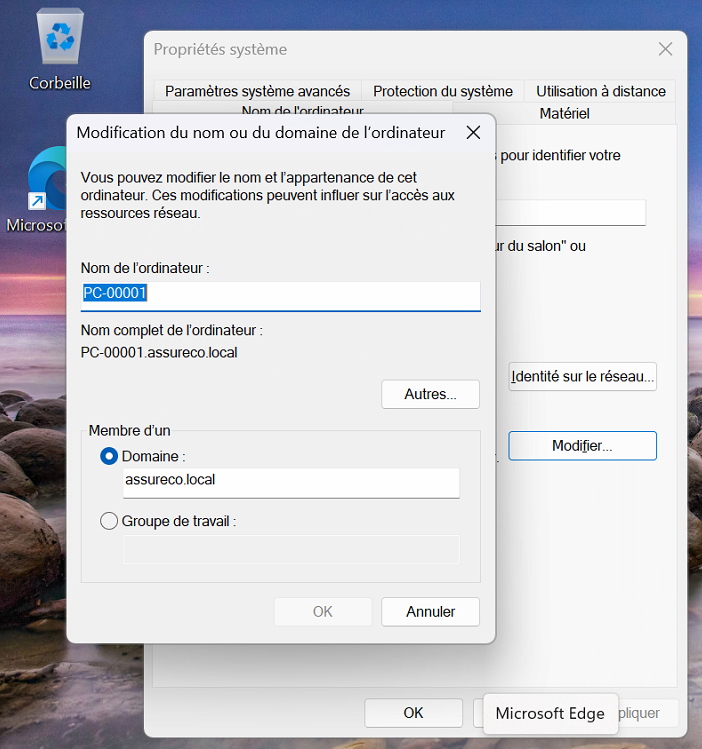 Corbeille
Microsof
Propriétés système
Paramètres système avancés
Protection du système
Utilisation à distance
Nom de l'ordinateur
Matériel
pour identifier votre
ur du salon" ou
Identité sur le réseau...
Modifier...
Modification du nom ou du domaine de l'ordinateur
Vous pouvez modifier le nom et l'appartenance de cet
ordinateur. Ces modifications peuvent influer sur l'accès aux
ressources réseau.
Nom de l'ordinateur :
PC-00001
Nom complet de l'ordinateur :
PC-00001.assureco.local
Autres...
Membre d'un
Domaine :
assureco.local
Groupe de travail :
OK
Annuler
OK
Microsoft Edge
pliquer